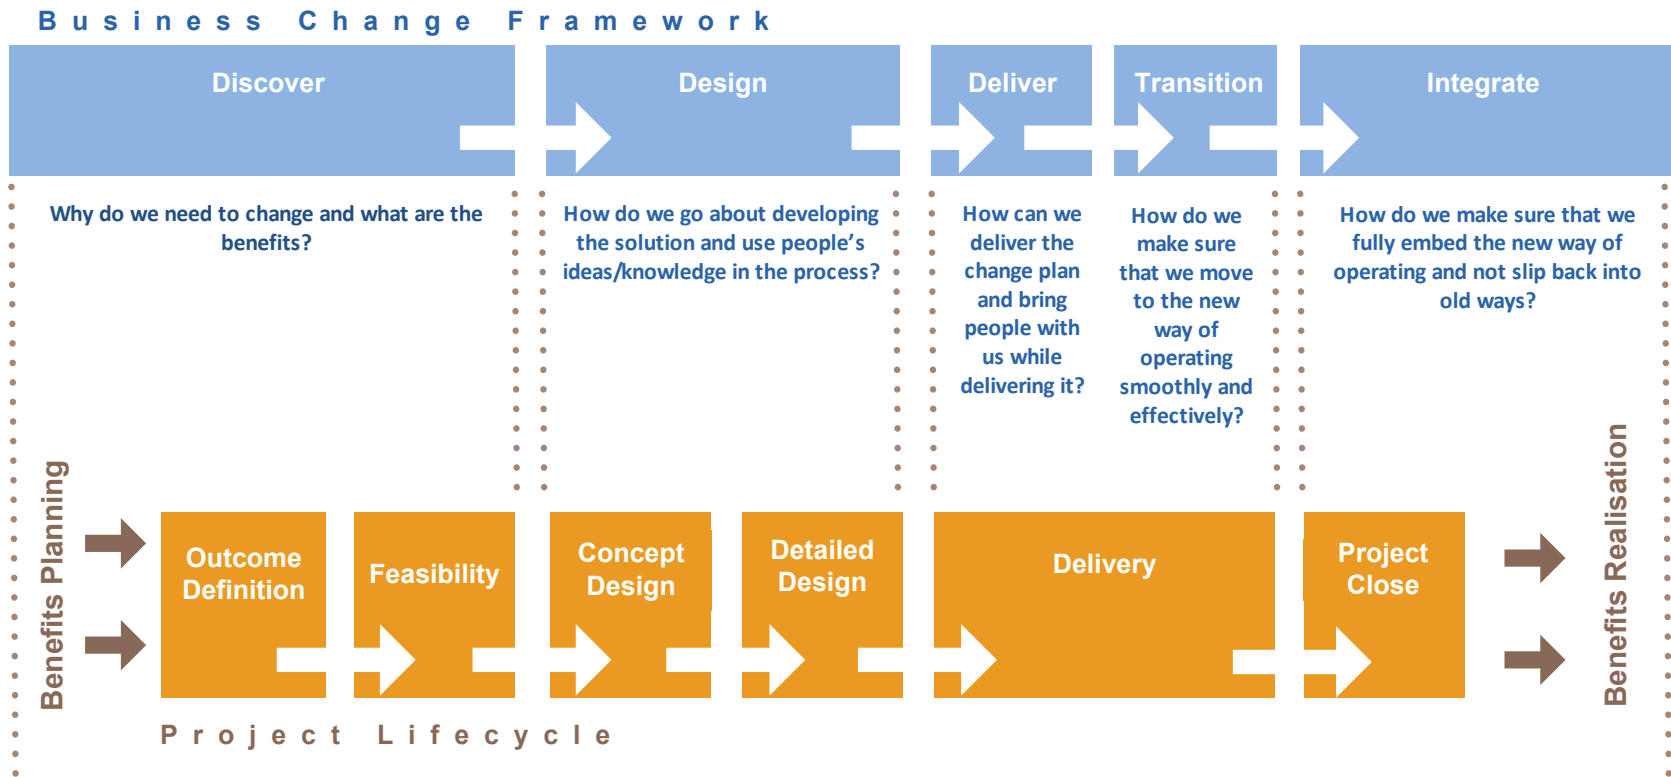 Business Change Framework
Discover
Design
Deliver
Transition
Integrate
Why do we need to change and what are the
benefits?
How do we go about developing
the solution and use people’s
ideas/knowledge in the process?
How can we
deliver the
change plan
and bring
people with
us while
delivering it?
How do we
make sure
that we move
to the new
way of
operating
smoothly and
effectively?
How do we make sure that we
fully embed the new way of
operating and not slip back into
old ways?
Benefits Planning
Outcome
Definition
Feasibility
Concept
Design
Detailed
Design
Delivery
Project
Close
Benefits Realisation
Project Lifecycle